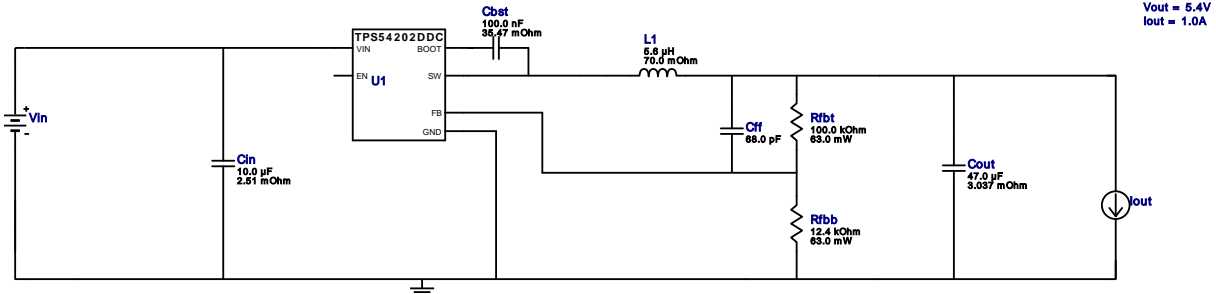 Vout = 5.4V
Iout = 1.0A
Cbst
100.0 nF
35.47 mOhm
TPS54202DDC
VIN
BOOT
EN
U1
SW
FB
GND
L1
5.6 µH
70.0 mOhm
Vin
+
-
Cin
10.0 µF
2.51 mOhm
Cff
68.0 pF
Rfbt
100.0 kOhm
63.0 mW
Rfbb
12.4 kOhm
63.0 mW
Cout
47.0 µF
3.037 mOhm
Iout